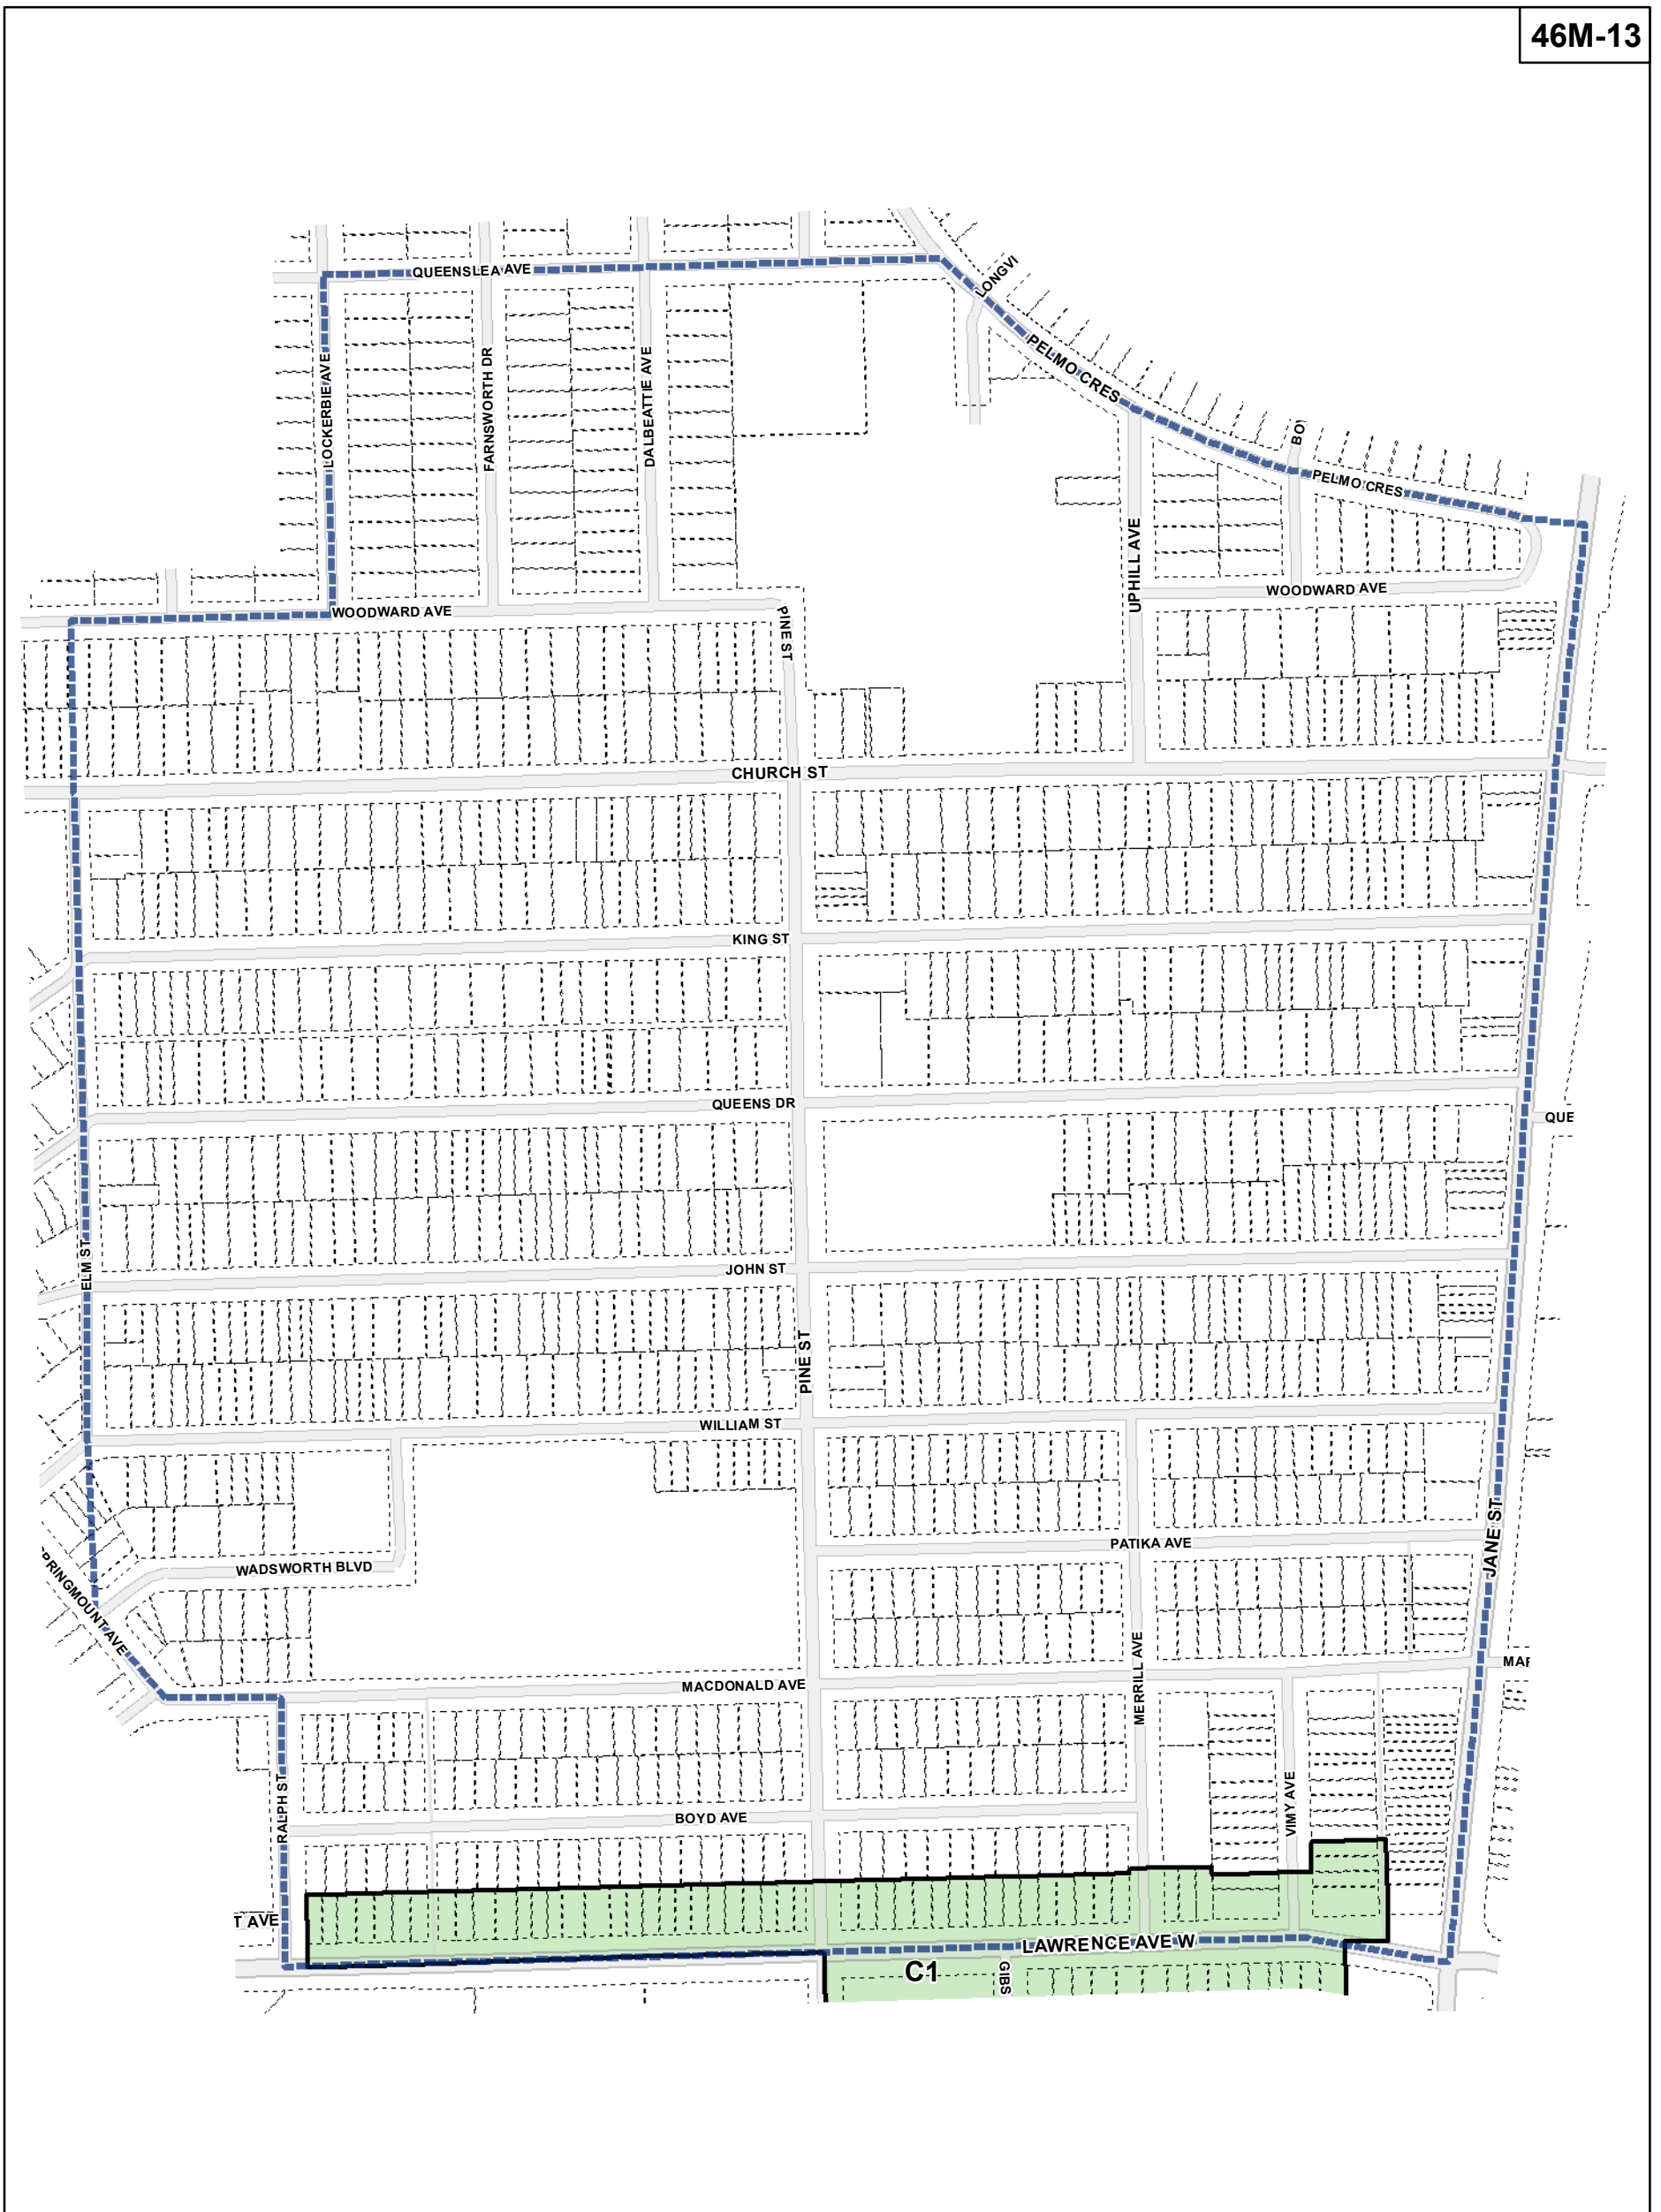 46M-13
QUEENSLEA AVE
LONGVI
LOCKERBIE AVE
FARNSWORTH DR
DALBEATTIE AVE
PELMO CRES
BO
PELMO CRES
UPHILL AVE
WOODWARD AVE
WOODWARD AVE
PINE ST
CHURCH ST
KING ST
QUEENS DR
QUE
ELM ST
JOHN ST
PINE ST
WILLIAM ST
JANE ST
PATIKA AVE
WADSWORTH BLVD
PRINGMOUNT AVE
MERRILL AVE
MACDONALD AVE
MAR
RALPH ST
VIMY AVE
BOYD AVE
T AVE
LAWRENCE AVE W
C1
GIBS